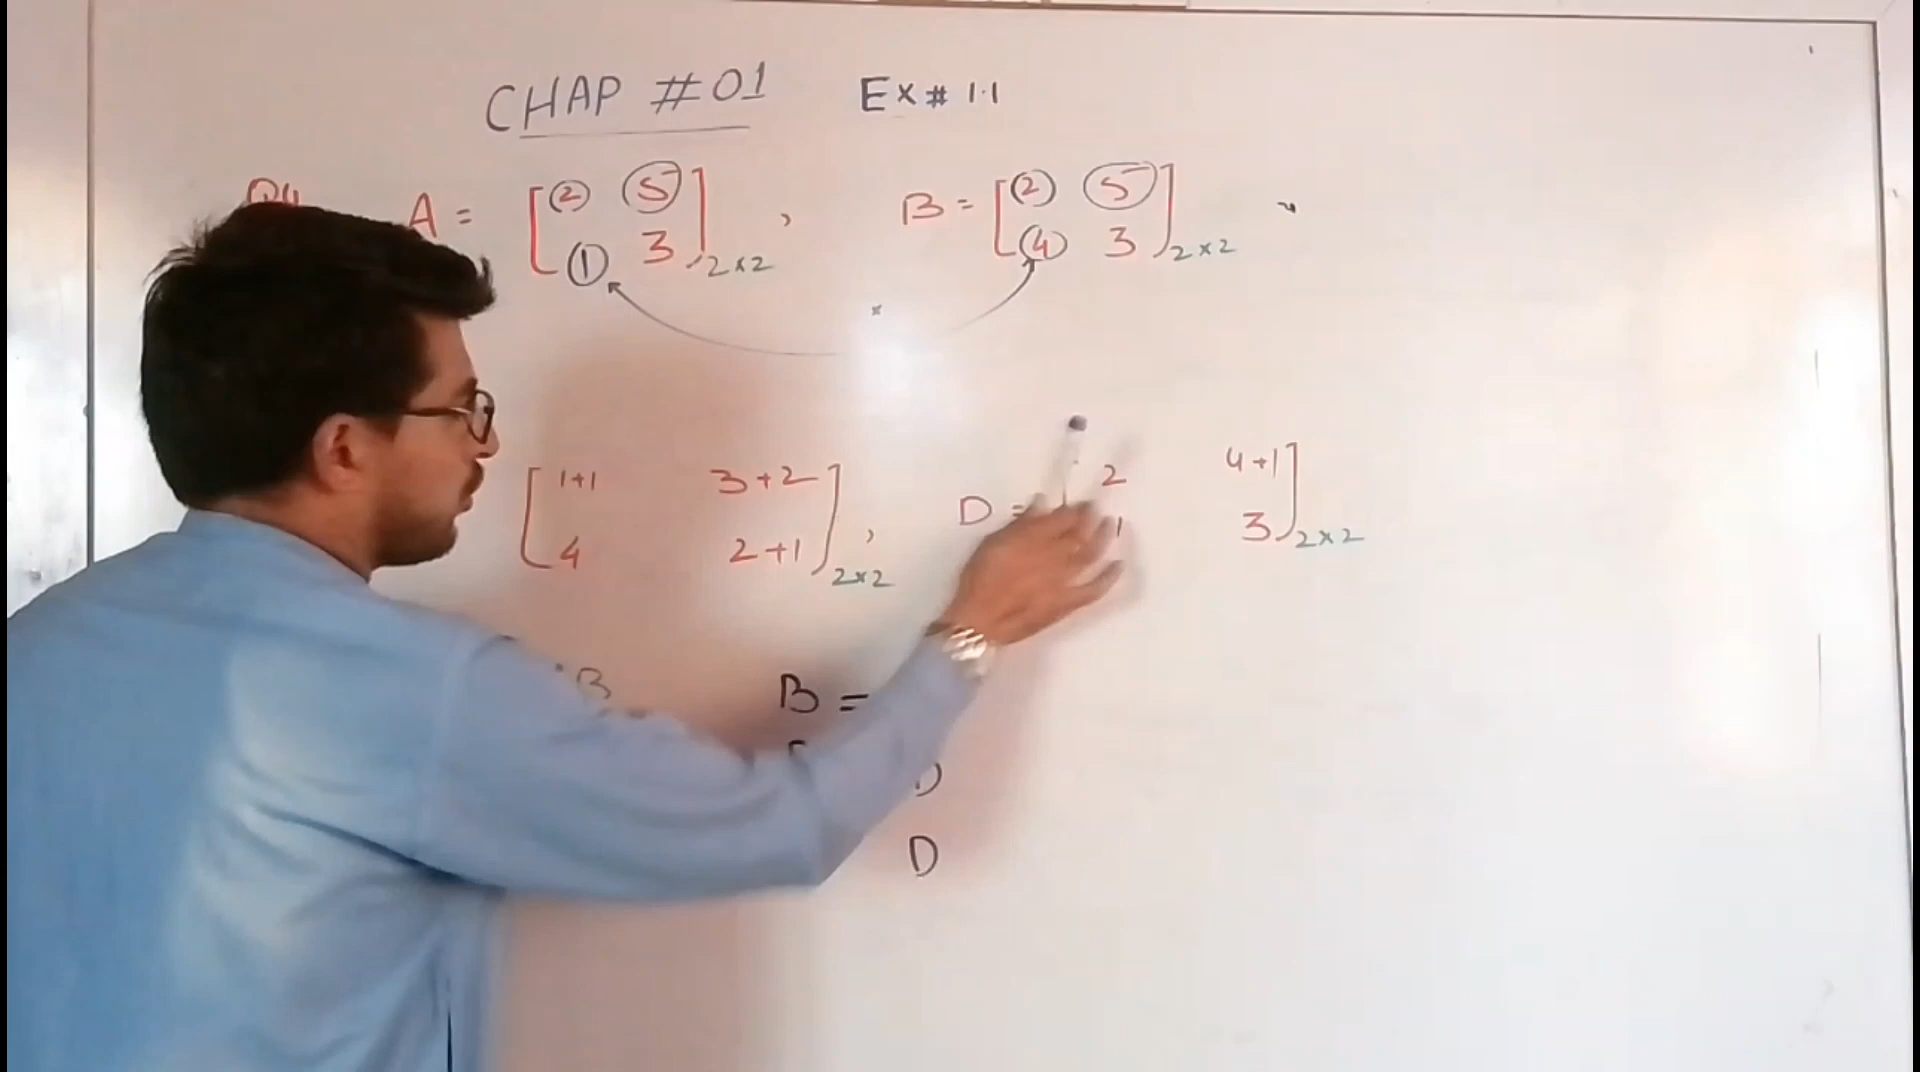 CHAP #01 Ex# 1.1
A = [2 5 , B = [2 5
1 3]2×2 4 3]2×2
[1+1 3+2 D = 2 4+1]
4 2+1]2×2 , 1 3]2×2
B B =
D
D